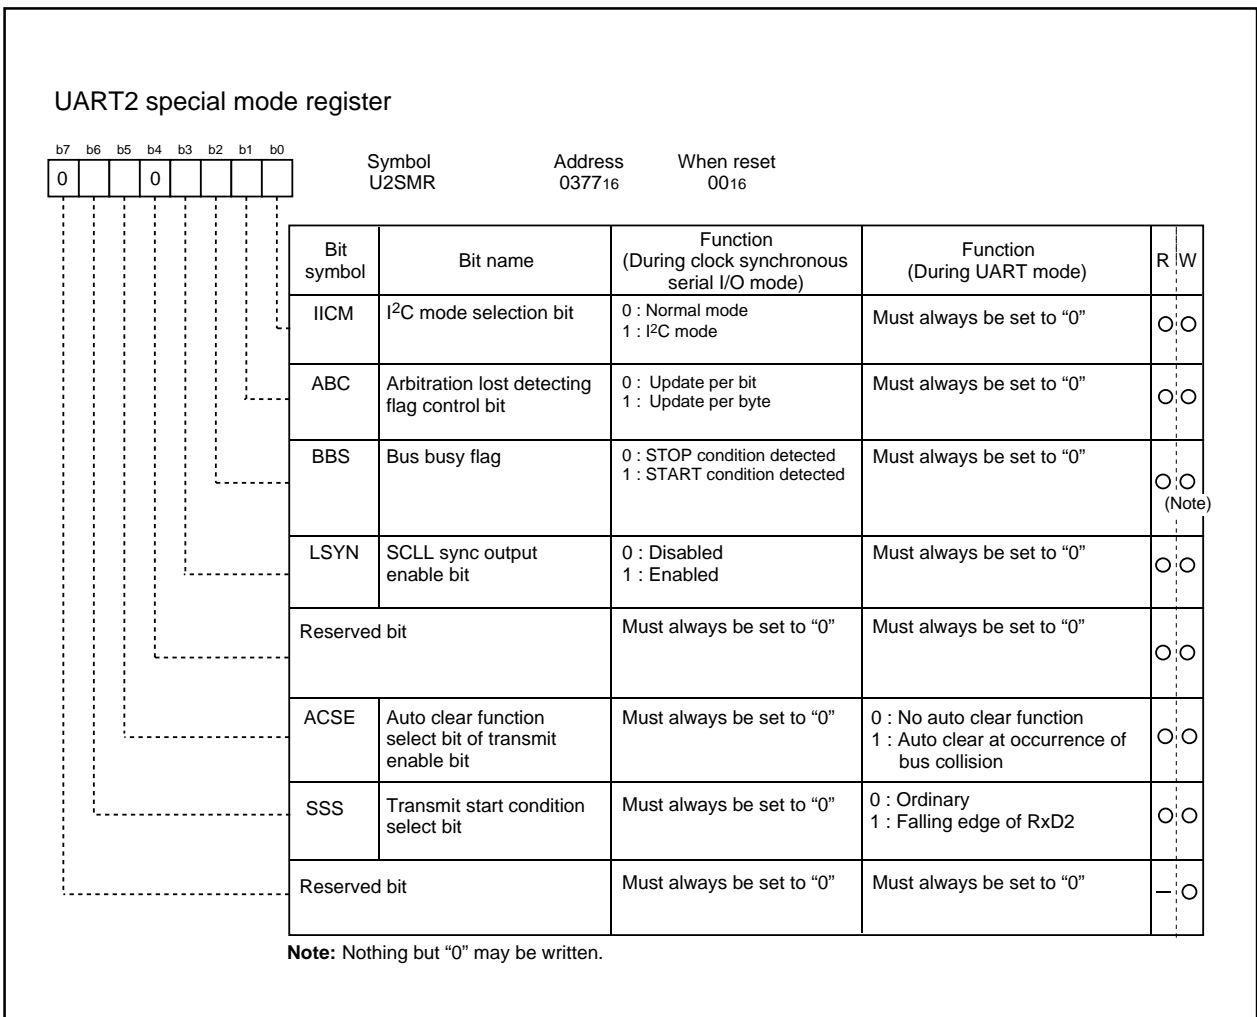 UART2 special mode register
b7 b6 b5 b4 b3 b2 b1 b0
0 0
Symbol Address When reset
U2SMR 037716 0016
Bit symbol Bit name Function (During clock synchronous serial I/O mode) Function (During UART mode) R W
IICM I2C mode selection bit 0 : Normal mode Must always be set to “0”
1 : I2C mode
ABC Arbitration lost detecting 0 : Update per bit Must always be set to “0”
flag control bit 1 : Update per byte
BBS Bus busy flag 0 : STOP condition detected Must always be set to “0”
1 : START condition detected
(Note)
LSYN SCLL sync output 0 : Disabled Must always be set to “0”
enable bit 1 : Enabled
Reserved bit Must always be set to “0” Must always be set to “0”
ACSE Auto clear function Must always be set to “0” 0 : No auto clear function
select bit of transmit 1 : Auto clear at occurrence of
enable bit bus collision
SSS Transmit start condition Must always be set to “0” 0 : Ordinary
select bit 1 : Falling edge of RxD2
Reserved bit Must always be set to “0” Must always be set to “0” –
Note: Nothing but “0” may be written.